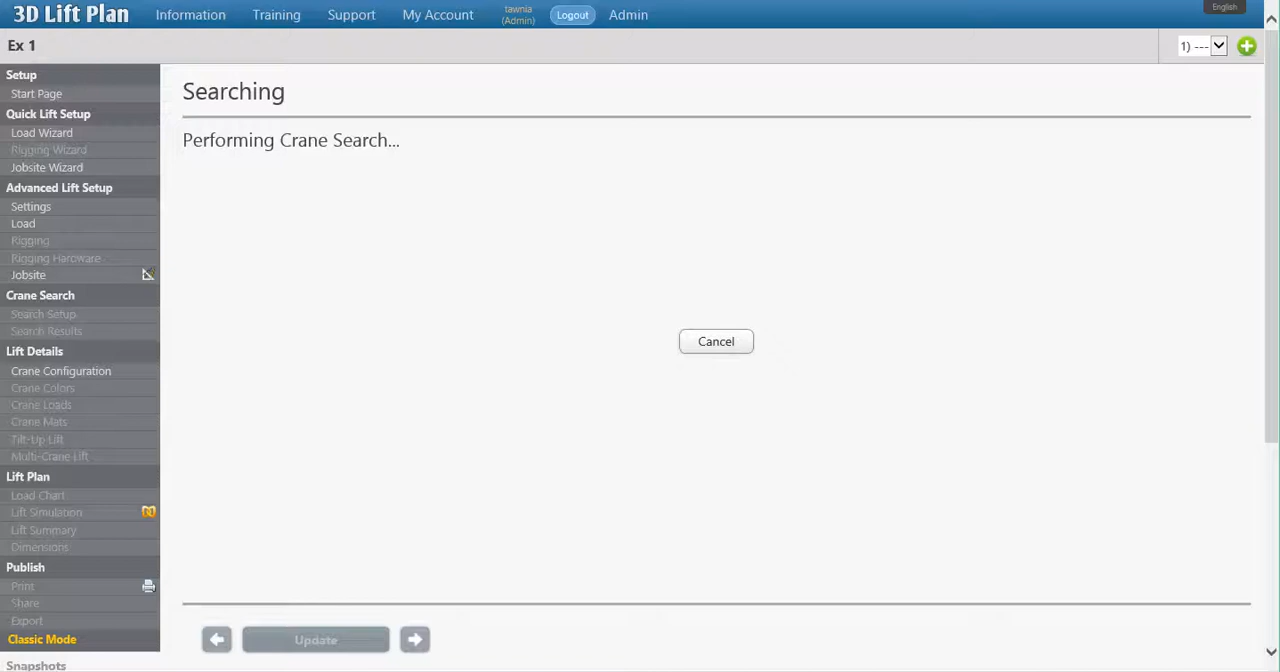 3D Lift Plan Information Training Support My Account tawnia (Admin) Logout Admin English
Ex 1 1) ---
Setup
Start Page
Quick Lift Setup
Load Wizard
Rigging Wizard
Jobsite Wizard
Advanced Lift Setup
Settings
Load
Rigging
Rigging Hardware
Jobsite
Crane Search
Search Setup
Search Results
Lift Details
Crane Configuration
Crane Colors
Crane Loads
Crane Mats
Tilt-Up Lift
Multi-Crane Lift
Lift Plan
Load Chart
Lift Simulation
Lift Summary
Dimensions
Publish
Print
Share
Export
Classic Mode
Snapshots
Searching
Performing Crane Search...
Cancel
Update